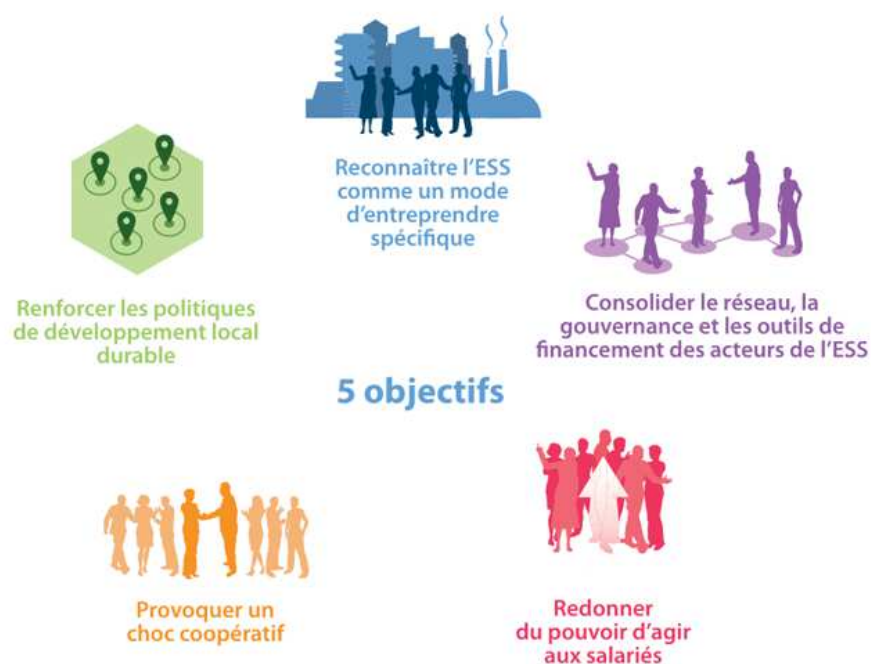 Reconnaître l’ESS
comme un mode
d’entreprendre
spécifique
Consolider le réseau, la
gouvernance et les outils de
financement des acteurs de l’ESS
Renforcer les politiques
de développement local
durable
5 objectifs
Provoquer un
choc coopératif
Redonner
du pouvoir d’agir
aux salariés